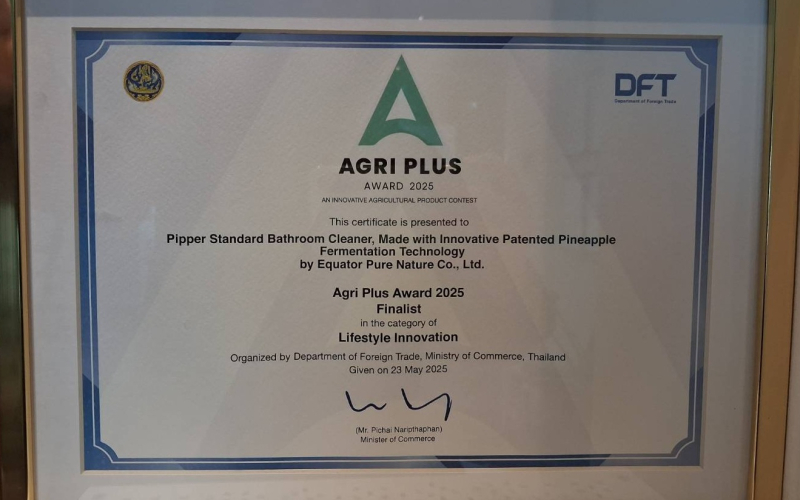 DFT
Department of Foreign Trade
AGRI PLUS
AWARD 2025
AN INNOVATIVE AGRICULTURAL PRODUCT CONTEST
This certificate is presented to
Pipper Standard Bathroom Cleaner, Made with Innovative Patented Pineapple
Fermentation Technology
by Equator Pure Nature Co., Ltd.
Agri Plus Award 2025
Finalist
in the category of
Lifestyle Innovation
Organized by Department of Foreign Trade, Ministry of Commerce, Thailand
Given on 23 May 2025
(Mr. Pichai Naripthaphan)
Minister of Commerce